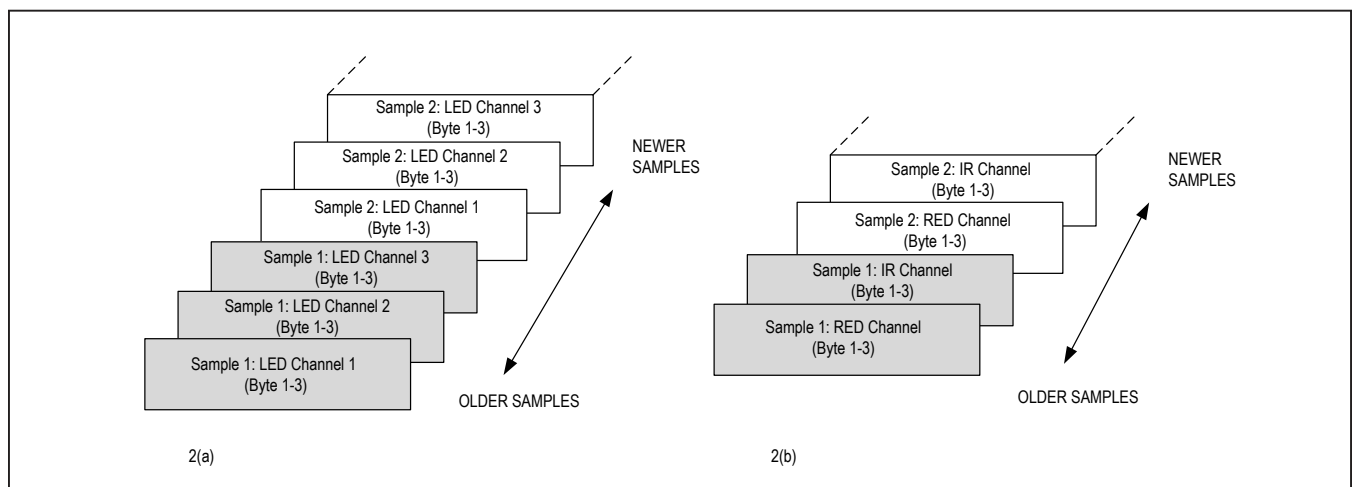 Sample 2: LED Channel 3
(Byte 1-3)
Sample 2: LED Channel 2
(Byte 1-3)
Sample 2: LED Channel 1
(Byte 1-3)
Sample 1: LED Channel 3
(Byte 1-3)
Sample 1: LED Channel 2
(Byte 1-3)
Sample 1: LED Channel 1
(Byte 1-3)
NEWER
SAMPLES
OLDER SAMPLES
2(a)
Sample 2: IR Channel
(Byte 1-3)
Sample 2: RED Channel
(Byte 1-3)
Sample 1: IR Channel
(Byte 1-3)
Sample 1: RED Channel
(Byte 1-3)
NEWER
SAMPLES
OLDER SAMPLES
2(b)